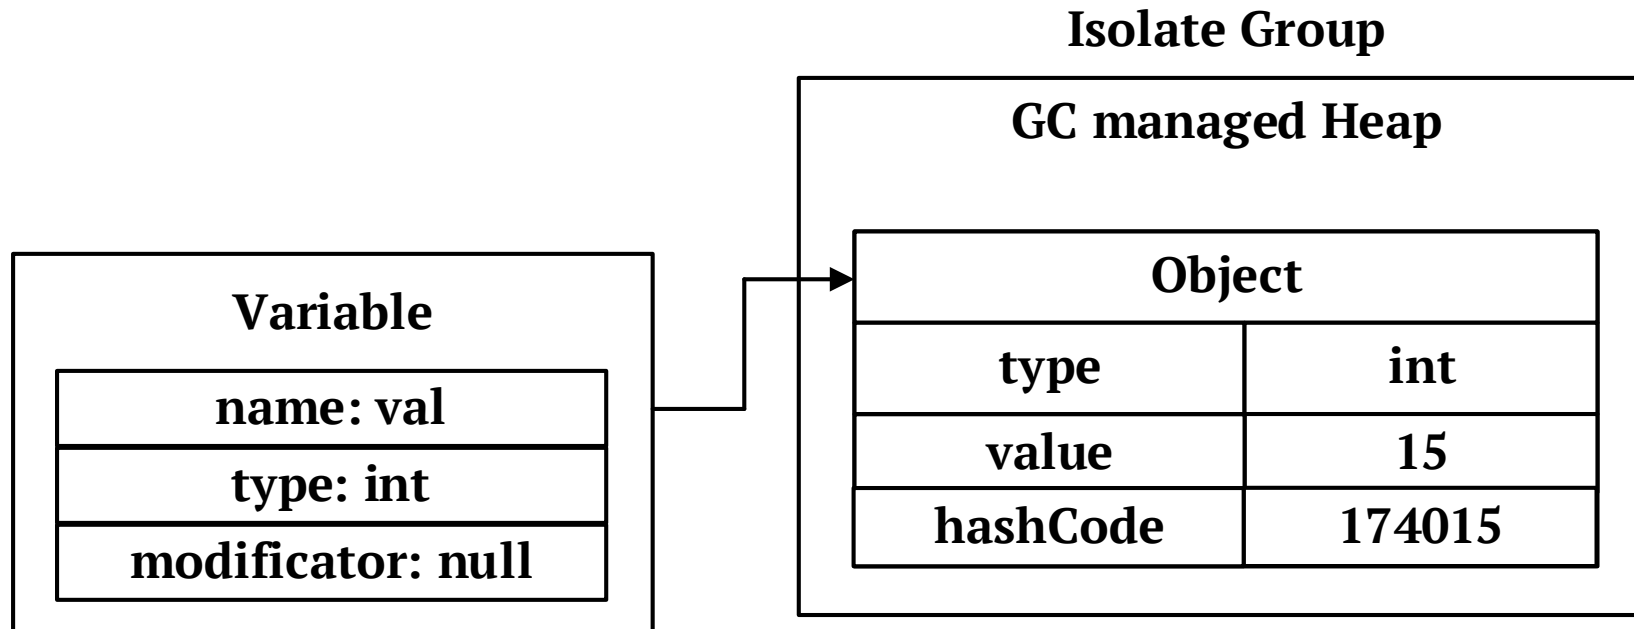 Isolate Group
GC managed Heap
Variable
name: val
type: int
modificator: null
Object
type int
value 15
hashCode 174015